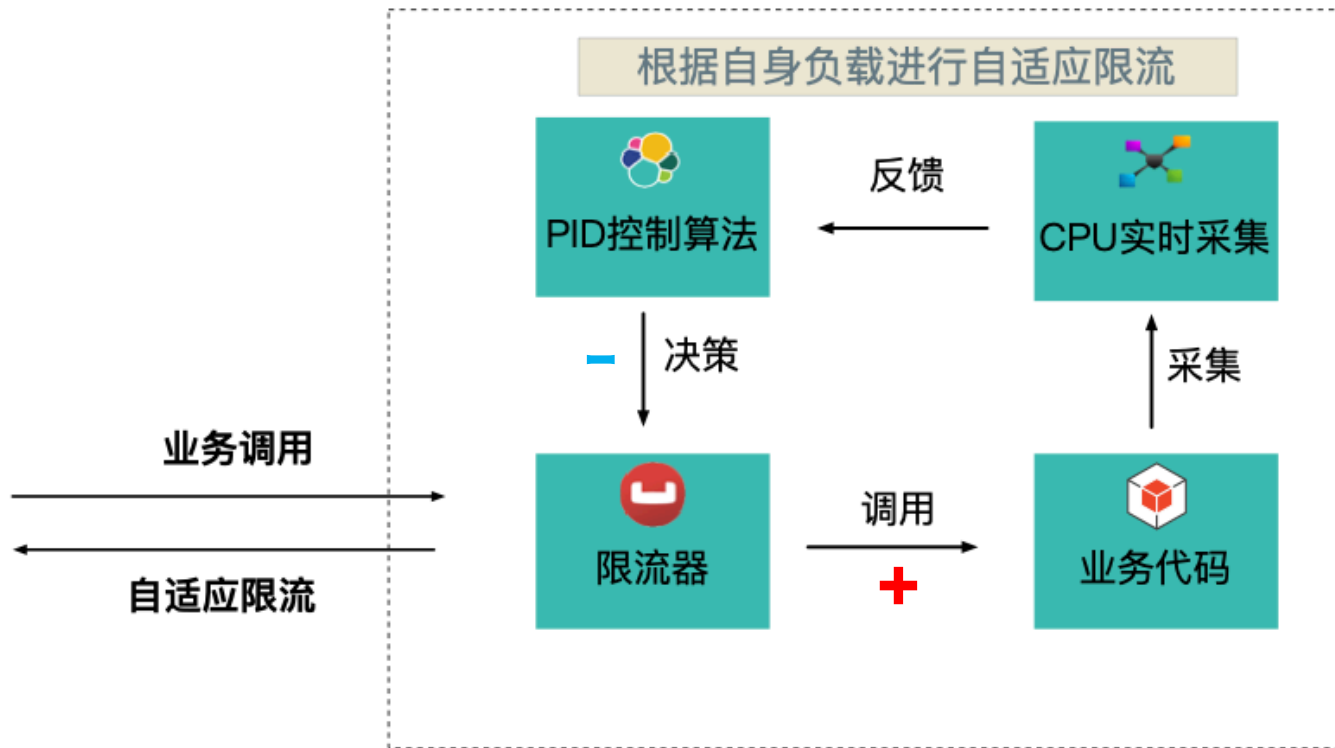 根据自身负载进行自适应限流
PID控制算法
反馈
CPU实时采集
决策
采集
业务调用
自适应限流
限流器
调用
业务代码